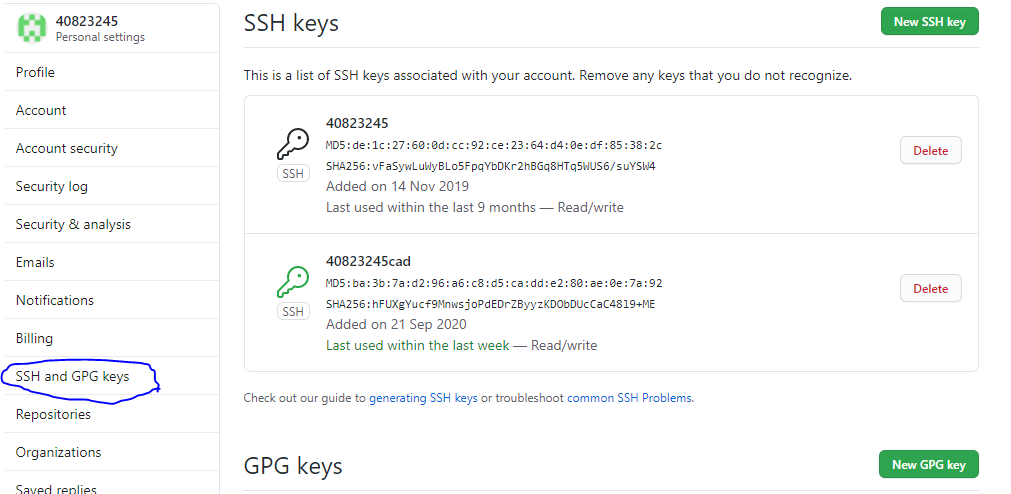 40823245
Personal settings
Profile
Account
Account security
Security log
Security & analysis
Emails
Notifications
Billing
SSH and GPG keys
Repositories
Organizations
Saved replies
SSH keys
New SSH key
This is a list of SSH keys associated with your account. Remove any keys that you do not recognize.
SSH
40823245
MD5:de:1c:27:60:0d:cc:92:ce:23:64:d4:0e:df:85:38:2c
SHA256:vFaSywLuWyBLo5FpqYbDKr2hBGq8HTq5WUS6/suYSW4
Added on 14 Nov 2019
Last used within the last 9 months — Read/write
Delete
SSH
40823245cad
MD5:ba:3b:7a:d2:96:a6:c8:d5:ca:dd:e2:80:ae:0e:7a:92
SHA256:hFUXgYucf9MnwsjoPdEDrZByyzKDObDUcCaC48l9+ME
Added on 21 Sep 2020
Last used within the last week — Read/write
Delete
Check out our guide to generating SSH keys or troubleshoot common SSH Problems.
GPG keys
New GPG key